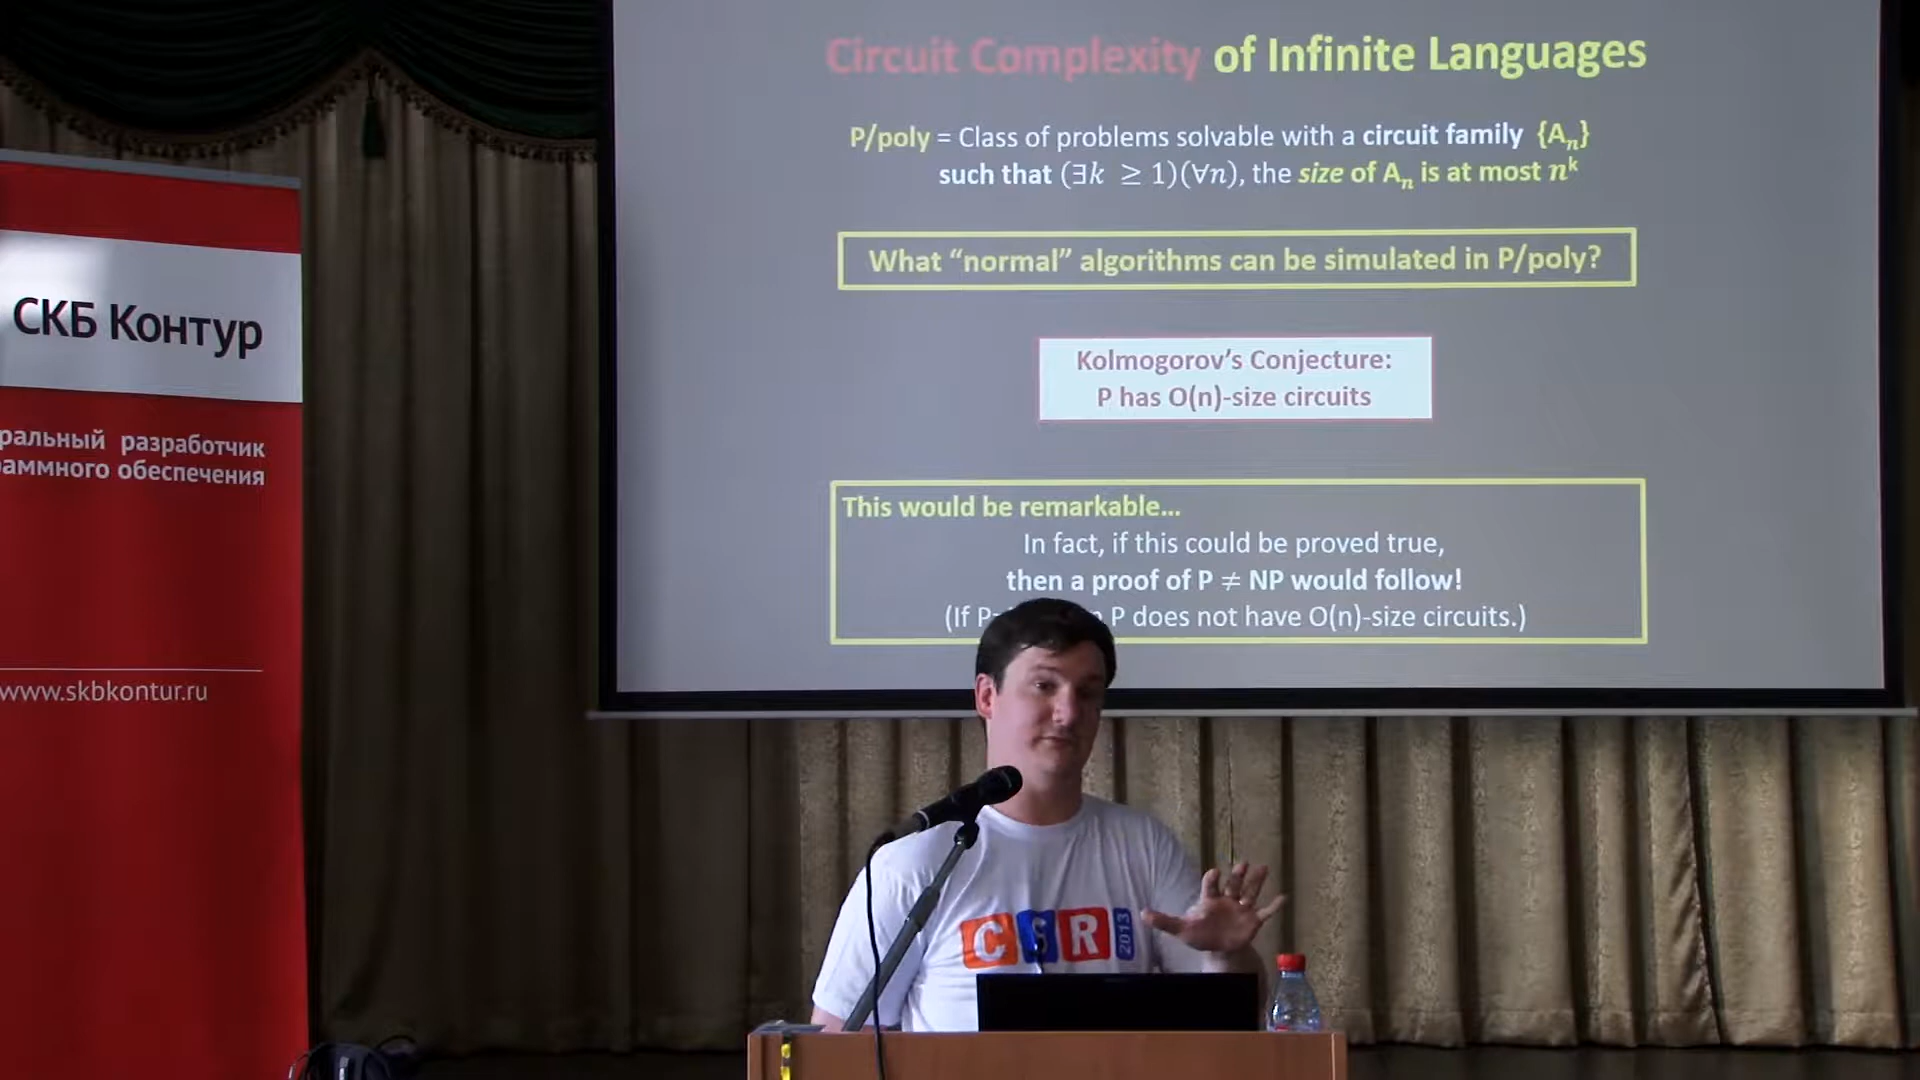 Circuit Complexity of Infinite Languages
P/poly = Class of problems solvable with a circuit family {Aₙ}
such that (∃k ≥ 1)(∀n), the size of Aₙ is at most nᵏ
What “normal” algorithms can be simulated in P/poly?
Kolmogorov’s Conjecture:
P has O(n)-size circuits
This would be remarkable...
In fact, if this could be proved true,
then a proof of P ≠ NP would follow!
(If P does not have O(n)-size circuits.)
СКБ Контур
ральный разработчик
раммного обеспечения
www.skbkontur.ru
CSR 2013